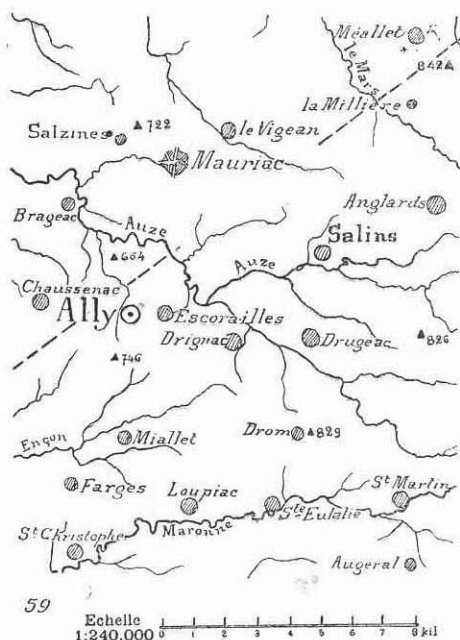 Méallet
le Mars
842
la Millière
722
Salzines
le Vigean
Mauriac
Brageac
Anglards
Auze
Salins
664
Auze
Chaussenac
Ally
Escorailles
Drignac
Drugeac
826
746
Miallet
Drom
829
Ençon
Farges
Loupiac
Ste Eulalie
St Martin
St Christophe
Maronne
Augeral
59
Echelle
1:240,000
0 1 2 3 4 5 6 7 8 kil